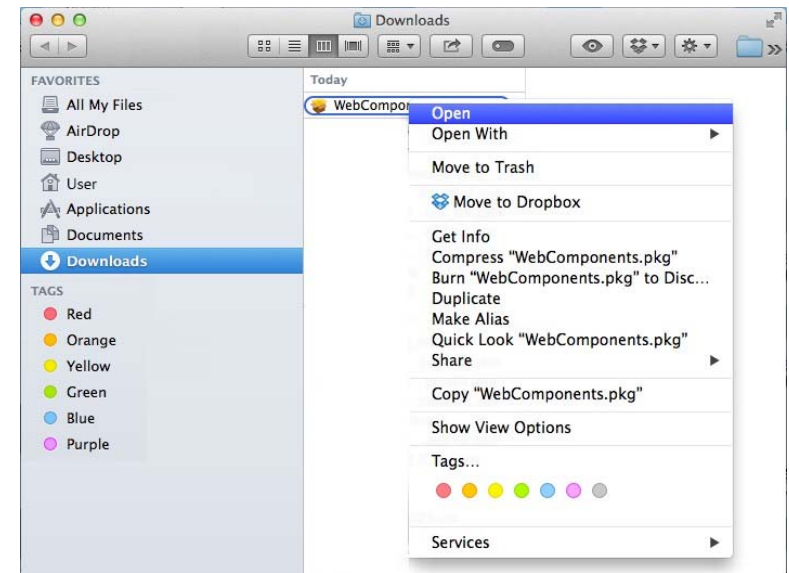 Downloads
FAVORITES
All My Files
AirDrop
Desktop
User
Applications
Documents
Downloads
TAGS
Red
Orange
Yellow
Green
Blue
Purple
Today
WebCompo
Open
Open With
Move to Trash
Move to Dropbox
Get Info
Compress "WebComponents.pkg"
Burn "WebComponents.pkg" to Disc...
Duplicate
Make Alias
Quick Look "WebComponents.pkg"
Share
Copy "WebComponents.pkg"
Show View Options
Tags...
Services